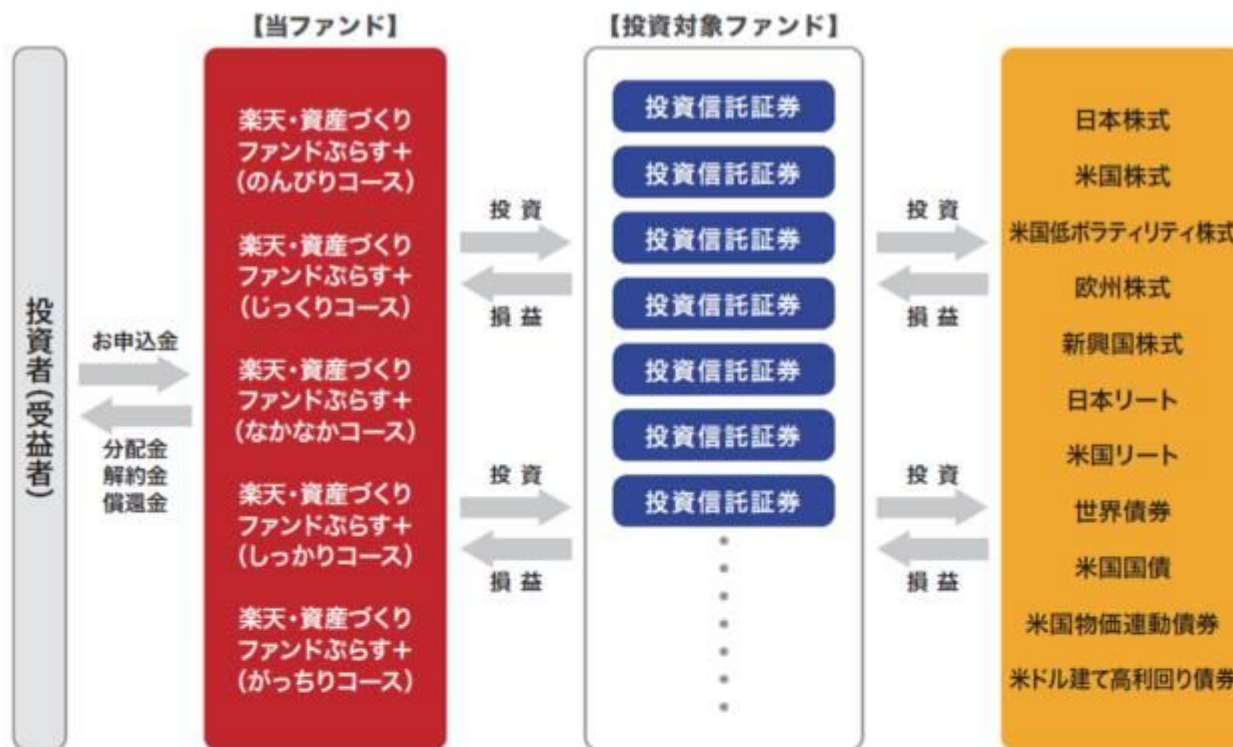 【当ファンド】
【投資対象ファンド】
投資者(受益者)
お申込金
分配金
解約金
償還金
楽天・資産づくり
ファンドぷらす+
(のんびりコース)
楽天・資産づくり
ファンドぷらす+
(じっくりコース)
楽天・資産づくり
ファンドぷらす+
(なかなかコース)
楽天・資産づくり
ファンドぷらす+
(しっかりコース)
楽天・資産づくり
ファンドぷらす+
(がっちりコース)
投資
損益
投資
損益
投資信託証券
投資信託証券
投資信託証券
投資信託証券
投資信託証券
投資信託証券
投資信託証券
投資
損益
投資
損益
日本株式
米国株式
米国低ボラティリティ株式
欧州株式
新興国株式
日本リート
米国リート
世界債券
米国国債
米国物価連動債券
米ドル建て高利回り債券